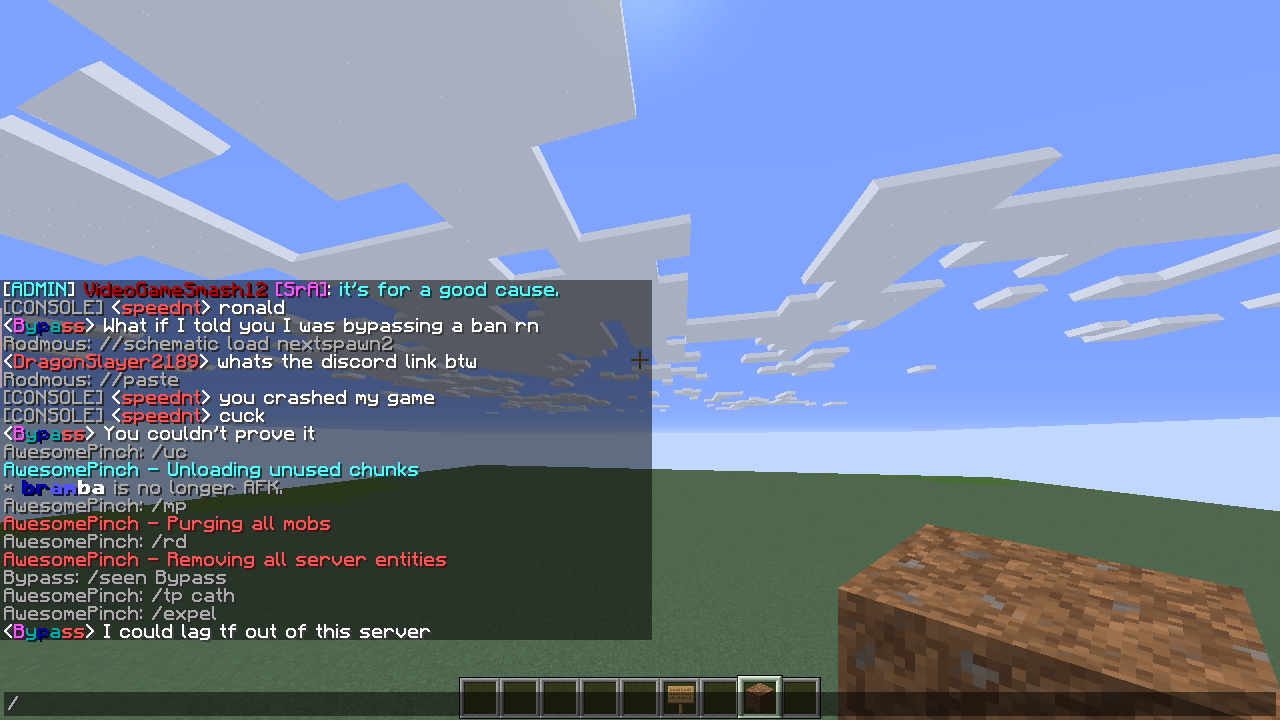 [ADMIN] VideoGameSmash12 [SrA]: it's for a good cause.
[CONSOLE] <speednt> ronald
<Bypass> What if I told you I was bypassing a ban rn
Rodmous: //schematic load nextspawn2
<DragonSlayer2189> whats the discord link btw
Rodmous: //paste
[CONSOLE] <speednt> you crashed my game
[CONSOLE] <speednt> cuck
<Bypass> You couldn't prove it
AwesomePinch: /uc
AwesomePinch - Unloading unused chunks
* bramba is no longer AFK.
AwesomePinch: /mp
AwesomePinch - Purging all mobs
AwesomePinch: /rd
AwesomePinch - Removing all server entities
Bypass: /seen Bypass
AwesomePinch: /tp cath
AwesomePinch: /expel
<Bypass> I could lag tf out of this server
/